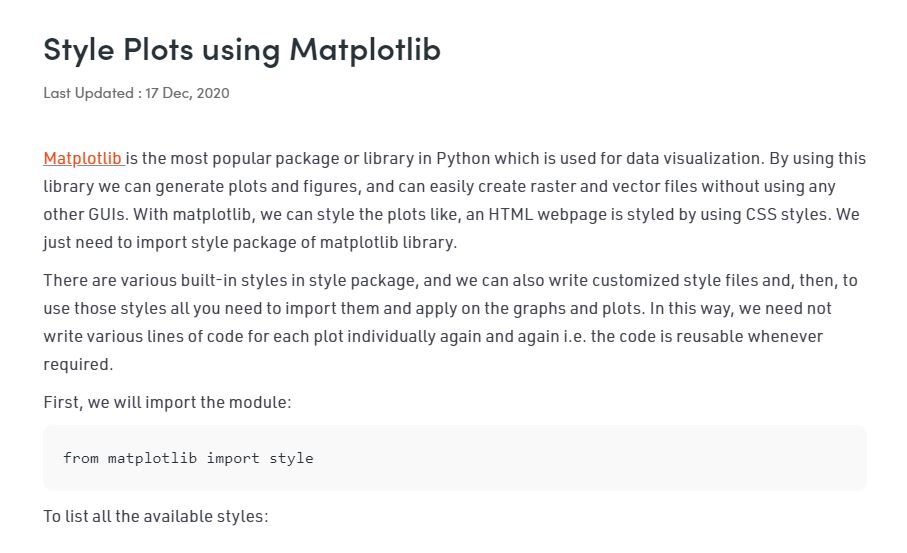 Style Plots using Matplotlib
Last Updated : 17 Dec, 2020
Matplotlib is the most popular package or library in Python which is used for data visualization. By using this
library we can generate plots and figures, and can easily create raster and vector files without using any
other GUIs. With matplotlib, we can style the plots like, an HTML webpage is styled by using CSS styles. We
just need to import style package of matplotlib library.
There are various built-in styles in style package, and we can also write customized style files and, then, to
use those styles all you need to import them and apply on the graphs and plots. In this way, we need not
write various lines of code for each plot individually again and again i.e. the code is reusable whenever
required.
First, we will import the module:
from matplotlib import style
To list all the available styles: